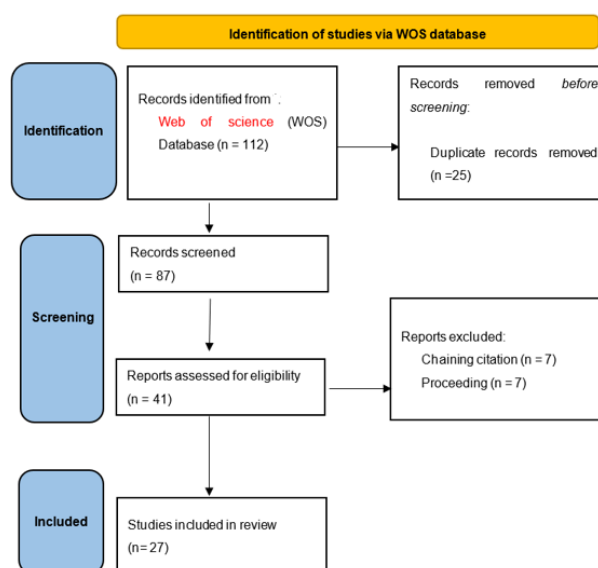 Identification of studies via WOS database
Identification
Records identified from .
Web of science (WOS)
Database (n = 112)
Records removed before
screening:
Duplicate records removed
(n =25)
Screening
Records screened
(n = 87)
Reports assessed for eligibility
(n = 41)
Reports excluded:
Chaining citation (n = 7)
Proceeding (n = 7)
Included
Studies included in review
(n= 27)